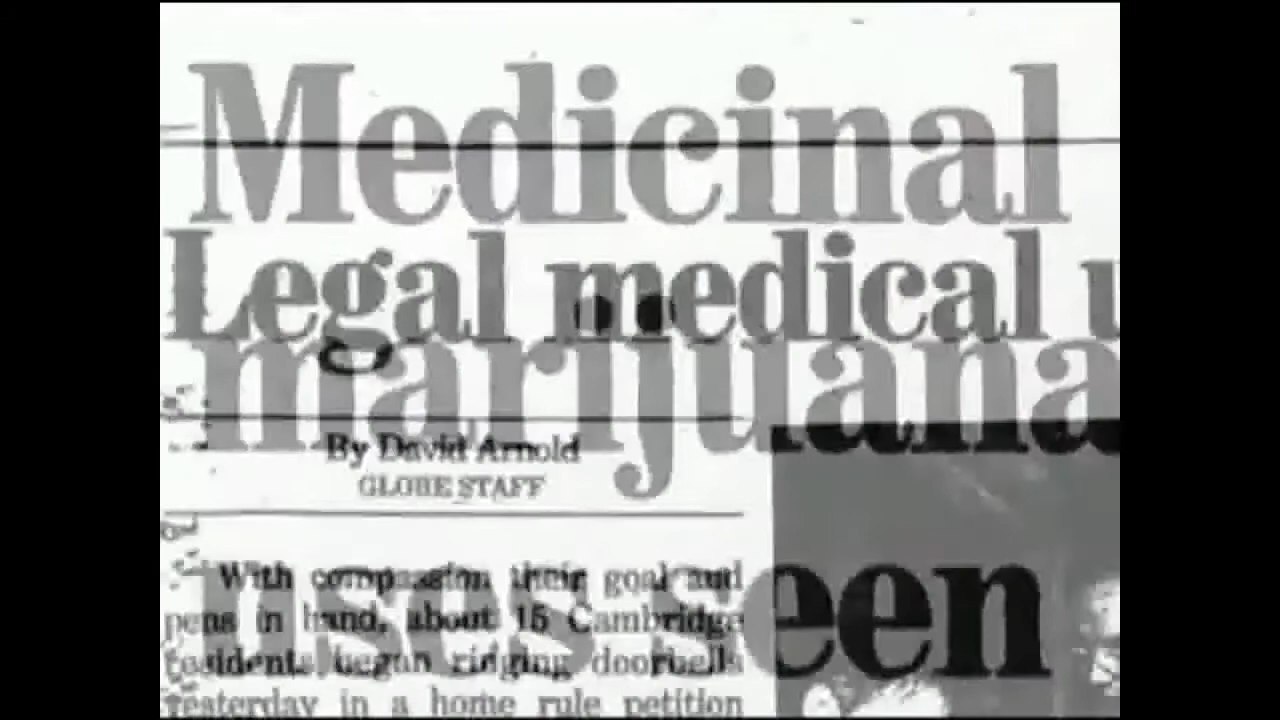 Medicinal
Legal medical u
marijuana
By David Arnold
GLOBE STAFF
uses seen
With compassion their goal and
pens in hand, about 15 Cambridge
residents began ringing doorbells
yesterday in a home rule petition